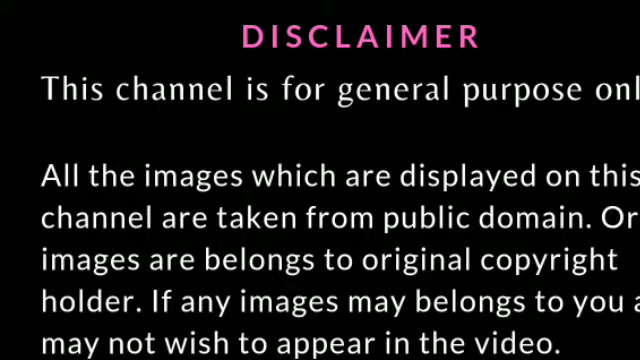 DISCLAIMER
This channel is for general purpose onl
All the images which are displayed on this
channel are taken from public domain. Or
images are belongs to original copyright
holder. If any images may belongs to you a
may not wish to appear in the video.